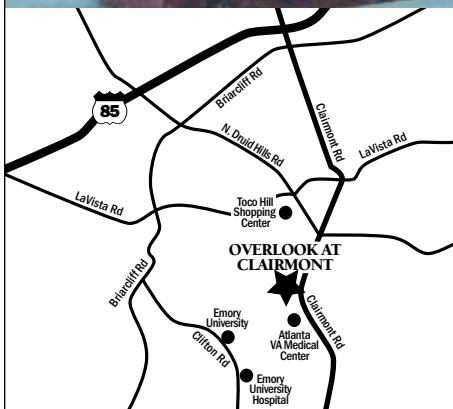 85
Briarcliff Rd
N. Druid Hills Rd
Clairmont Rd
LaVista Rd
LaVista Rd
Toco Hill
Shopping
Center
OVERLOOK AT
CLAIRMONT
Briarcliff Rd
Clairmont Rd
Emory
University
Clifton Rd
Atlanta
VA Medical
Center
Emory
University
Hospital